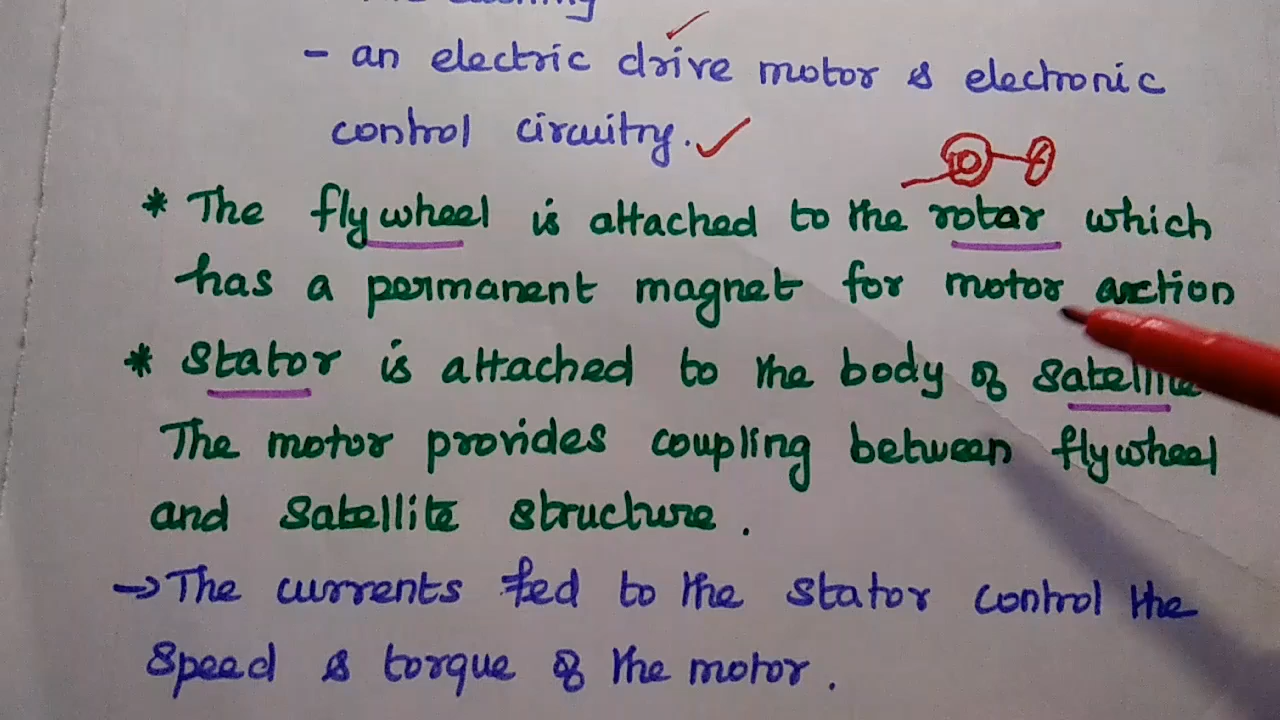 - an electric drive motor & electronic
control circuitry.
* The flywheel is attached to the rotar which
has a permanent magnet for motor action
* Stator is attached to the body of Satellite
The motor provides coupling between flywheel
and Satellite structure.
→ The currents fed to the stator control the
Speed & torque of the motor.